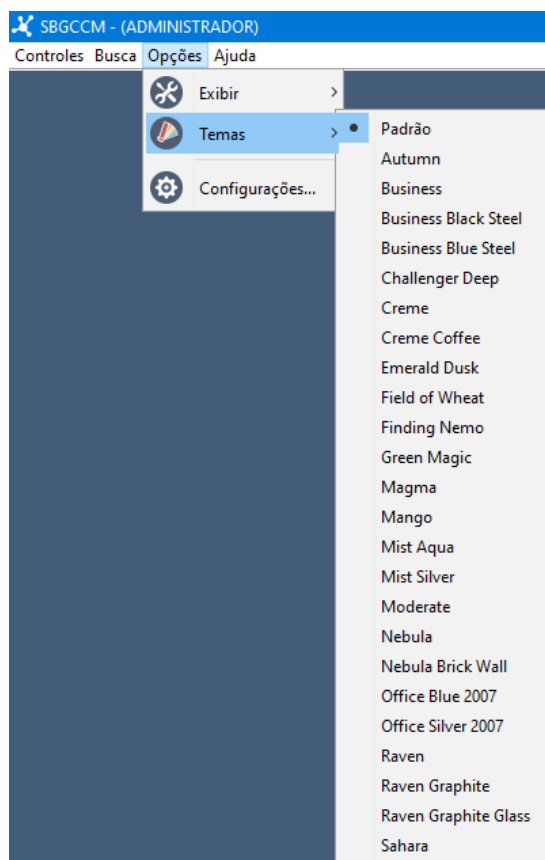 SBGCCM - (ADMINISTRADOR)
Controles Busca Opções Ajuda
Exibir
Temas
Configurações...
Padrão
Autumn
Business
Business Black Steel
Business Blue Steel
Challenger Deep
Creme
Creme Coffee
Emerald Dusk
Field of Wheat
Finding Nemo
Green Magic
Magma
Mango
Mist Aqua
Mist Silver
Moderate
Nebula
Nebula Brick Wall
Office Blue 2007
Office Silver 2007
Raven
Raven Graphite
Raven Graphite Glass
Sahara